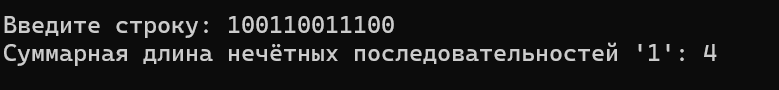 Введите строку: 100110011100
Суммарная длина нечётных последовательностей '1': 4